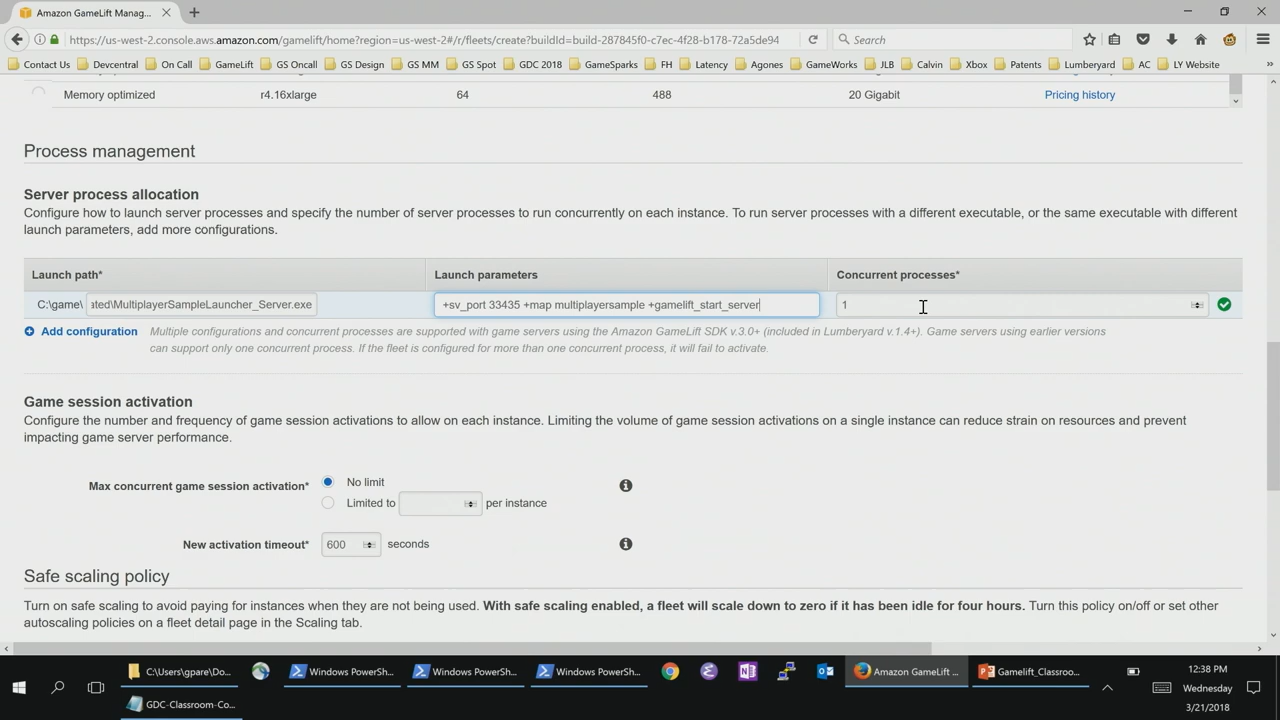 Amazon GameLift Manag...
https://us-west-2.console.aws.amazon.com/gamelift/home?region=us-west-2#/r/fleets/create?buildId=build-287845f0-c7ec-4f28-b178-72a5de94
Search
Contact Us
Devcentral
On Call
GameLift
GS Oncall
GS Design
GS MM
GS Spot
GDC 2018
GameSparks
FH
Latency
Agones
GameWorks
JLB
Calvin
Xbox
Patents
Lumberyard
AC
LY Website
Memory optimized r4.16xlarge 64 488 20 Gigabit Pricing history
Process management
Server process allocation
Configure how to launch server processes and specify the number of server processes to run concurrently on each instance. To run server processes with a different executable, or the same executable with different
launch parameters, add more configurations.
Launch path* Launch parameters Concurrent processes*
C:\game\ ated\MultiplayerSampleLauncher_Server.exe +sv_port 33435 +map multiplayersample +gamelift_start_server 1
Add configuration Multiple configurations and concurrent processes are supported with game servers using the Amazon GameLift SDK v.3.0+ (included in Lumberyard v.1.4+). Game servers using earlier versions
can support only one concurrent process. If the fleet is configured for more than one concurrent process, it will fail to activate.
Game session activation
Configure the number and frequency of game session activations to allow on each instance. Limiting the volume of game session activations on a single instance can reduce strain on resources and prevent
impacting game server performance.
Max concurrent game session activation* No limit
Limited to per instance
New activation timeout* 600 seconds
Safe scaling policy
Turn on safe scaling to avoid paying for instances when they are not being used. With safe scaling enabled, a fleet will scale down to zero if it has been idle for four hours. Turn this policy on/off or set other
autoscaling policies on a fleet detail page in the Scaling tab.
C:\Users\gpare\Do...
Windows PowerSh...
Windows PowerSh...
Windows PowerSh...
Amazon GameLift ...
Gamelift_Classroo...
12:38 PM
Wednesday
3/21/2018
GDC-Classroom-Co...